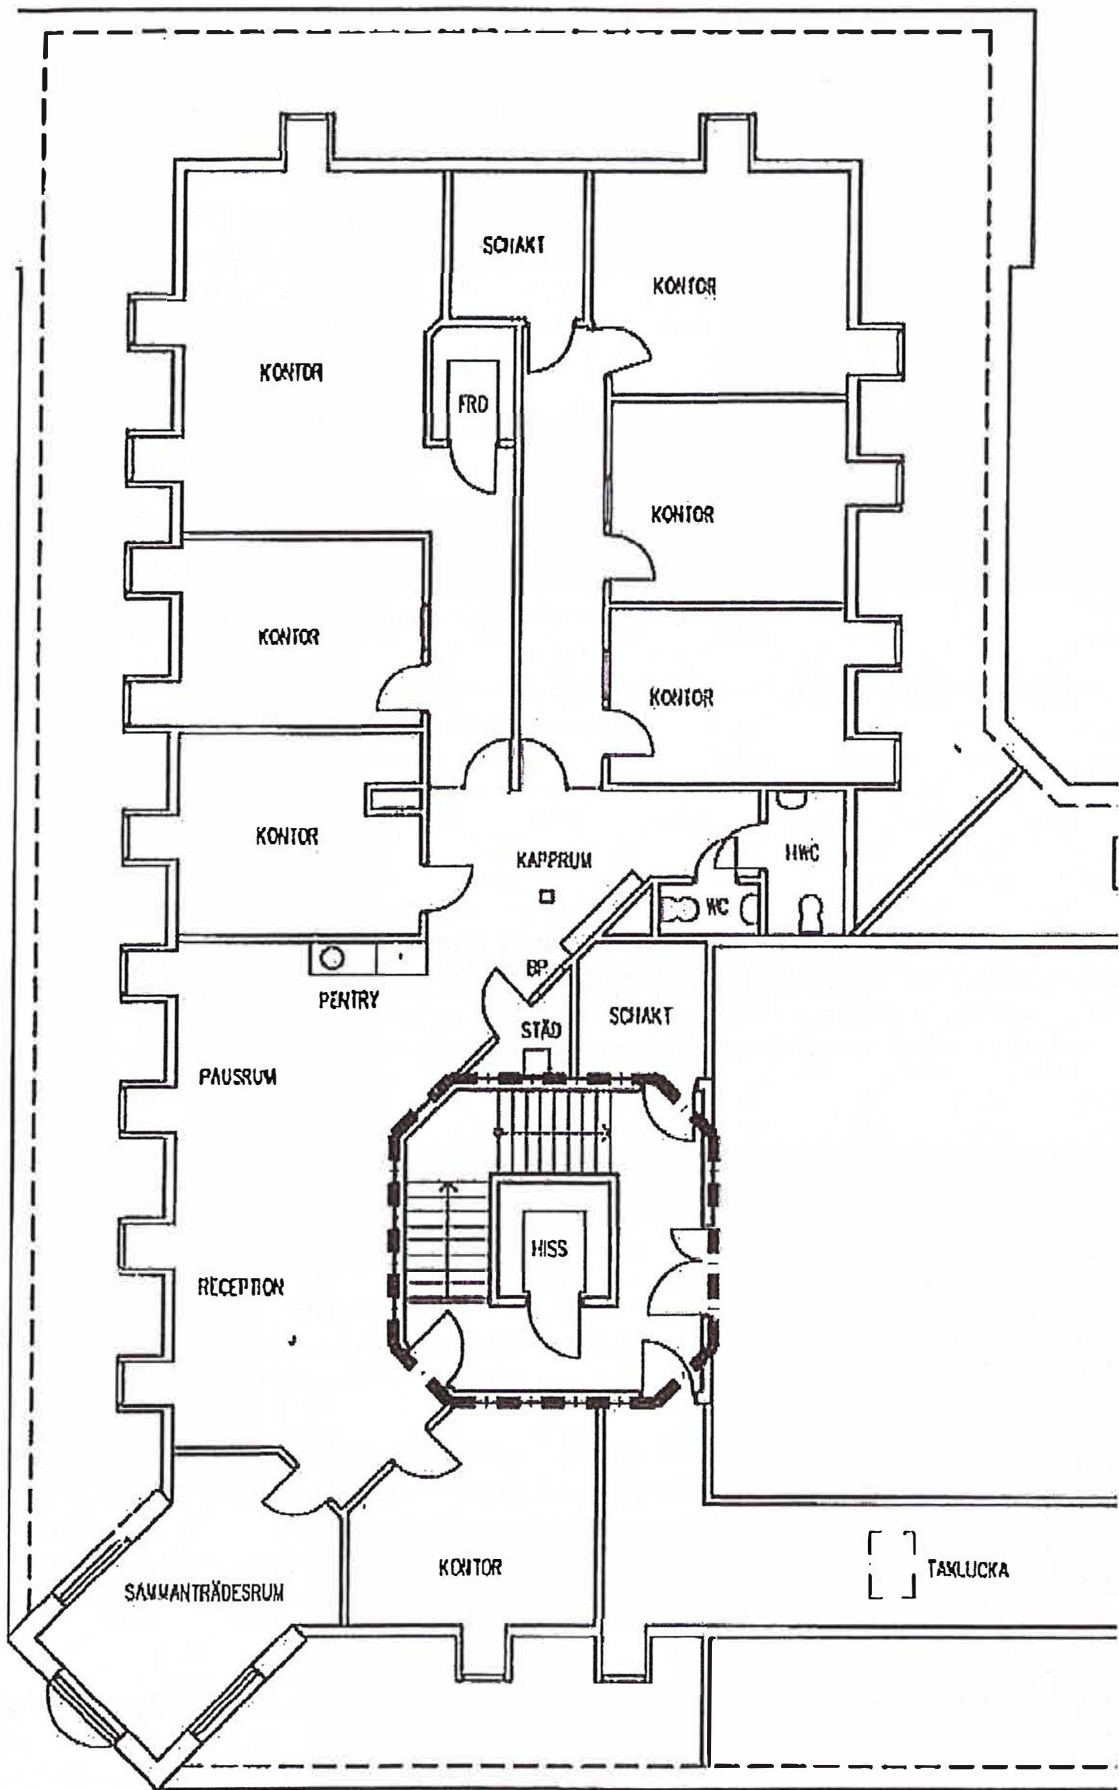 SCHAKT
KONTOR
KONTOR
FRD
KONTOR
KONTOR
KONTOR
KONTOR
KAPPRUM
HWC
WC
BP
PENTRY
SCHAKT
STÄD
PAUSRUM
HISS
RECEPTION
KONTOR
TAKLUCKA
SAMMANTRÄDESRUM